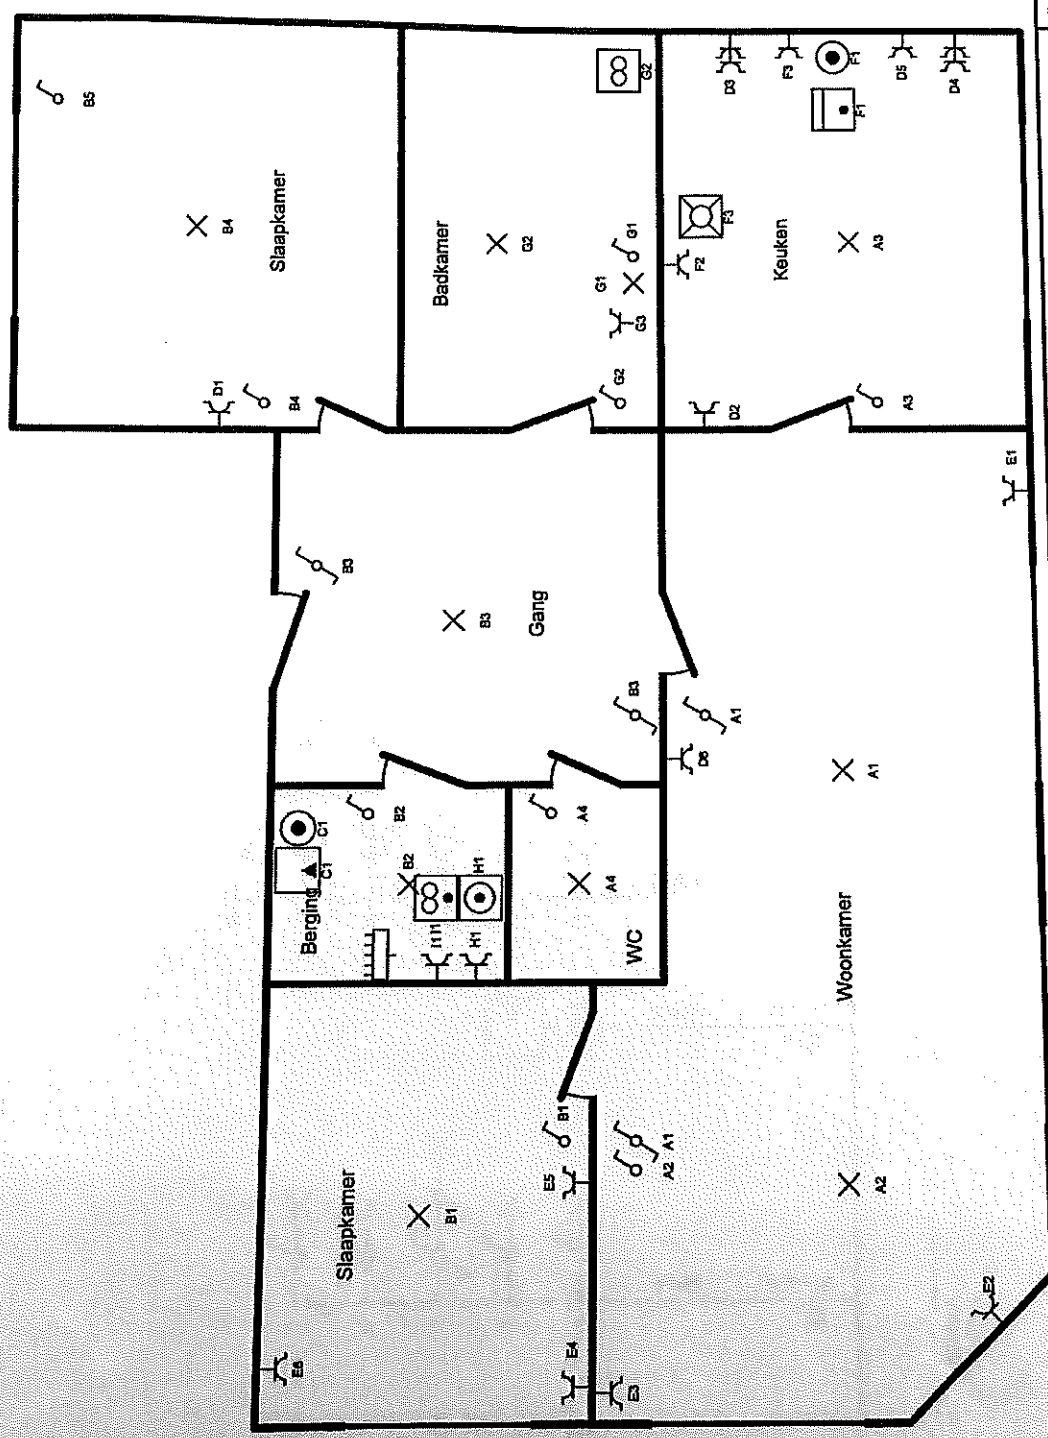 B5
B4
Slaapkamer
D1
B4
Badkamer
G2
G2
G1
G1
G3
G2
D3
F3
F1
D5
D4
F1
F3
F2
Keuken
A3
D2
A3
E1
B3
B3
Gang
B3
A1
D6
A1
C1
C1
Berging
B2
B2
I1
I1
H1
H1
A4
A4
WC
Woonkamer
Slaapkamer
B1
B1
E5
A1
A2
A2
E6
E4
E3
E2